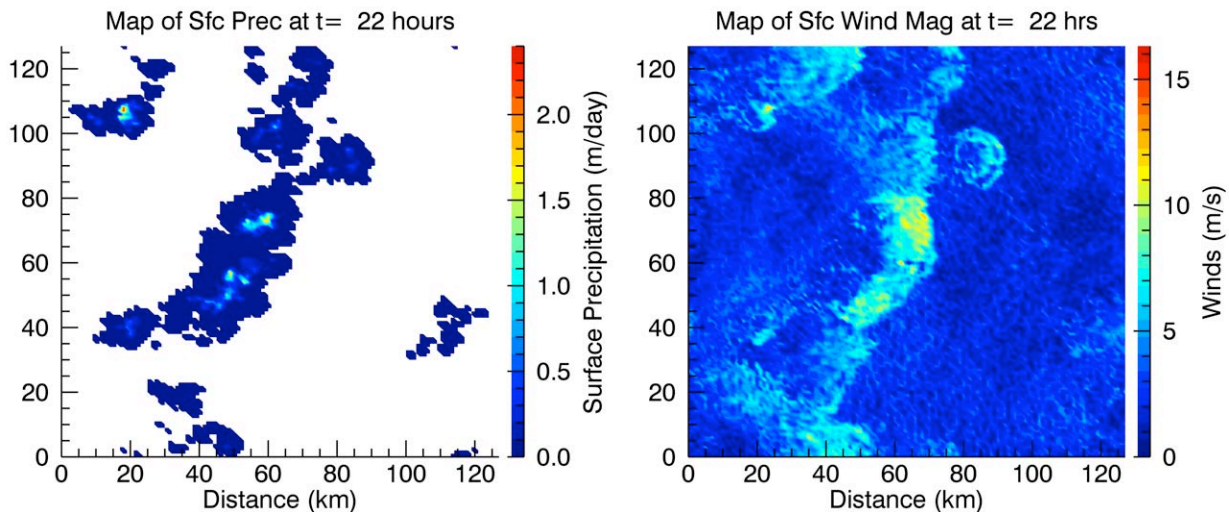 Map of Sfc Prec at t= 22 hours
120
100
80
60
40
20
0
0 20 40 60 80 100 120
Distance (km)
2.0
1.5
1.0
0.5
0.0
Surface Precipitation (m/day)
Map of Sfc Wind Mag at t= 22 hrs
120
100
80
60
40
20
0
0 20 40 60 80 100 120
Distance (km)
15
10
5
0
Winds (m/s)